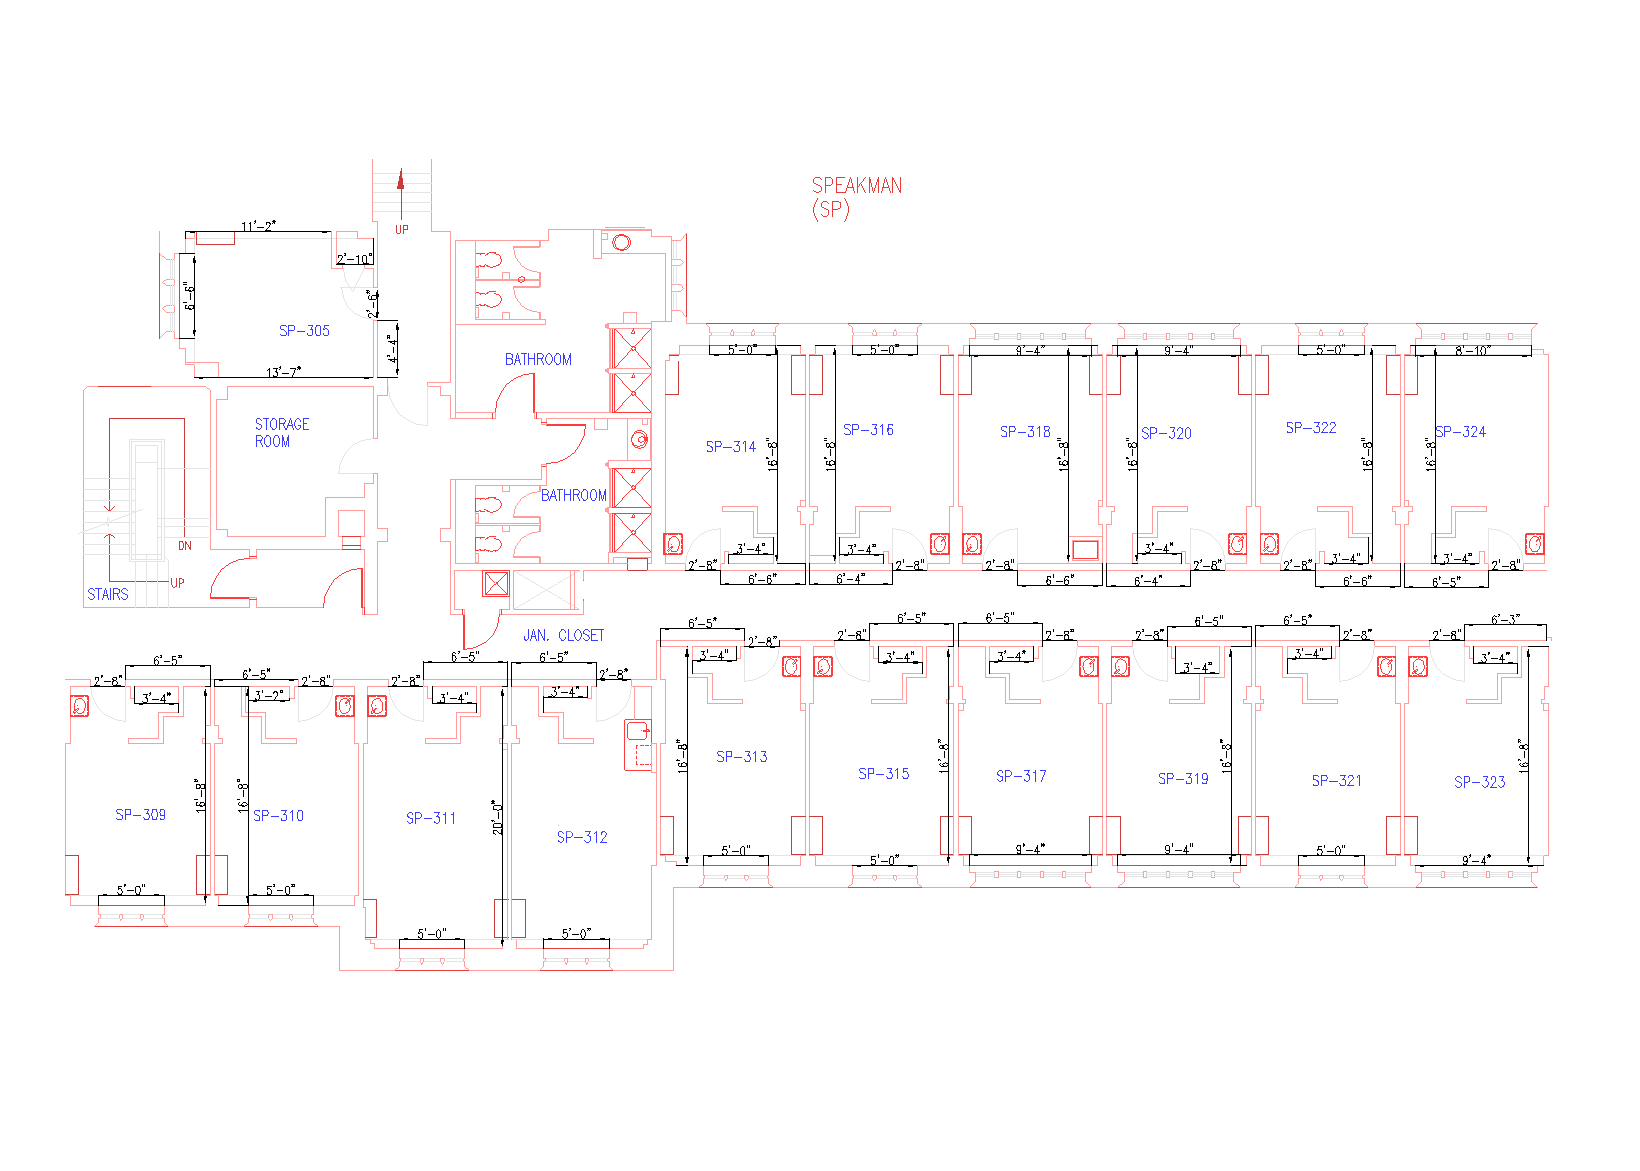 SPEAKMAN
(SP)
UP
11'-2"
2'-10"
6'-6"
2'-6"
SP-305
4'-4"
13'-7"
BATHROOM
STORAGE
ROOM
BATHROOM
DN
UP
STAIRS
JAN. CLOSET
5'-0"
5'-0"
9'-4"
9'-4"
5'-0"
8'-10"
SP-314
SP-316
SP-318
SP-320
SP-322
SP-324
16'-8"
16'-8"
16'-8"
16'-8"
16'-8"
16'-8"
3'-4"
3'-4"
3'-4"
3'-4"
3'-4"
2'-8"
2'-8"
2'-8"
2'-8"
2'-8"
2'-8"
6'-6"
6'-4"
6'-6"
6'-4"
6'-6"
6'-5"
6'-5"
6'-5"
6'-5"
6'-5"
6'-5"
6'-3"
2'-8"
2'-8"
2'-8"
2'-8"
2'-8"
2'-8"
3'-4"
3'-4"
3'-4"
3'-4"
3'-4"
3'-4"
6'-5"
6'-5"
6'-5"
6'-5"
2'-8"
2'-8"
2'-8"
2'-8"
3'-4"
3'-2"
3'-4"
3'-4"
16'-8"
16'-8"
16'-8"
16'-8"
SP-313
SP-315
SP-317
SP-319
SP-321
SP-323
16'-8"
16'-8"
20'-0"
SP-309
SP-310
SP-311
SP-312
5'-0"
5'-0"
9'-4"
9'-4"
5'-0"
9'-4"
5'-0"
5'-0"
5'-0"
5'-0"